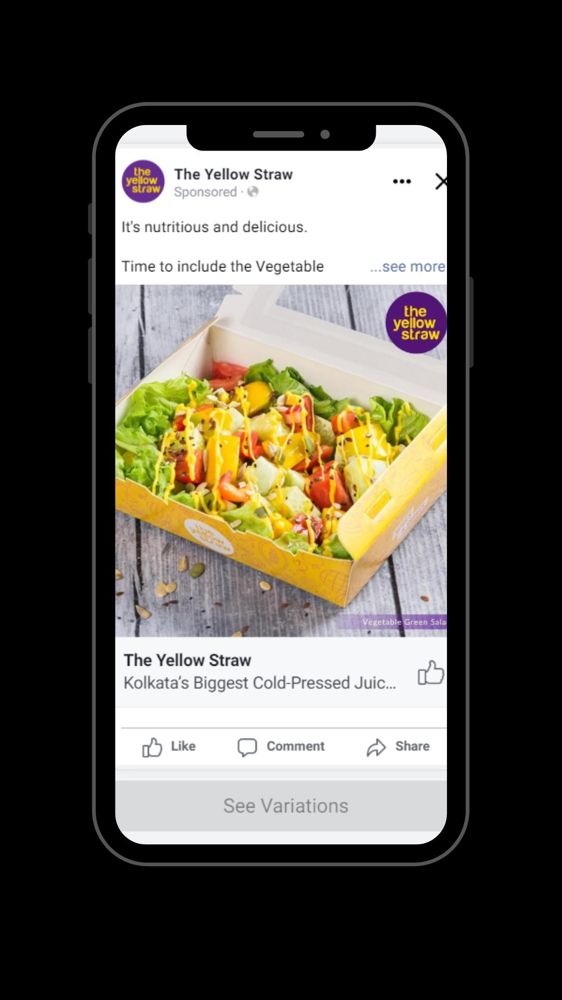 the
yellow
straw
The Yellow Straw
Sponsored ·
It's nutritious and delicious.
Time to include the Vegetable ...see more
the
yellow
straw
the
yellow
straw
Vegetable Green Sala
The Yellow Straw
Kolkata's Biggest Cold-Pressed Juic...
Like Comment Share
See Variations